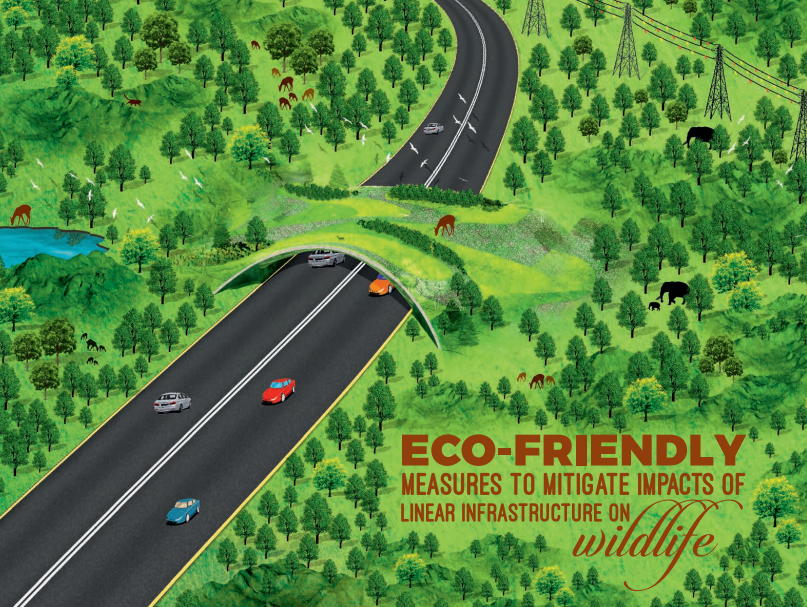 ECO-FRIENDLY
MEASURES TO MITIGATE IMPACTS OF
LINEAR INFRASTRUCTURE ON
wildlife